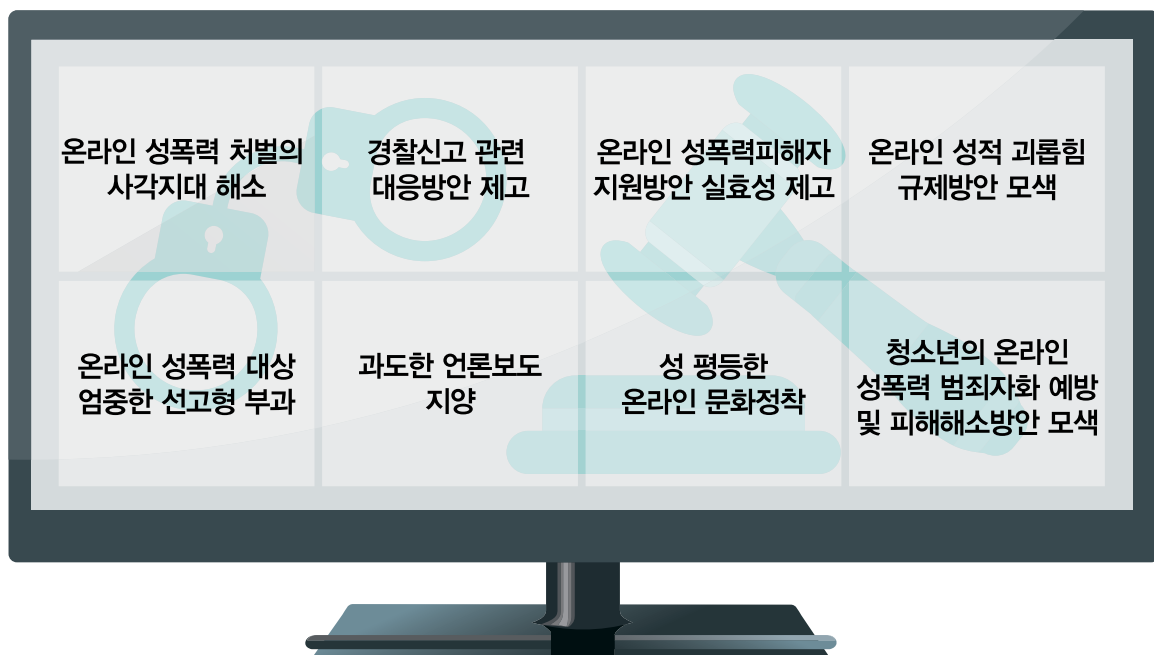 온라인 성폭력 처벌의
사각지대 해소
경찰신고 관련
대응방안 제고
온라인 성폭력피해자
지원방안 실효성 제고
온라인 성적 괴롭힘
규제방안 모색
온라인 성폭력 대상
엄중한 선고형 부과
과도한 언론보도
지양
성 평등한
온라인 문화정착
청소년의 온라인
성폭력 범죄자화 예방
및 피해해소방안 모색